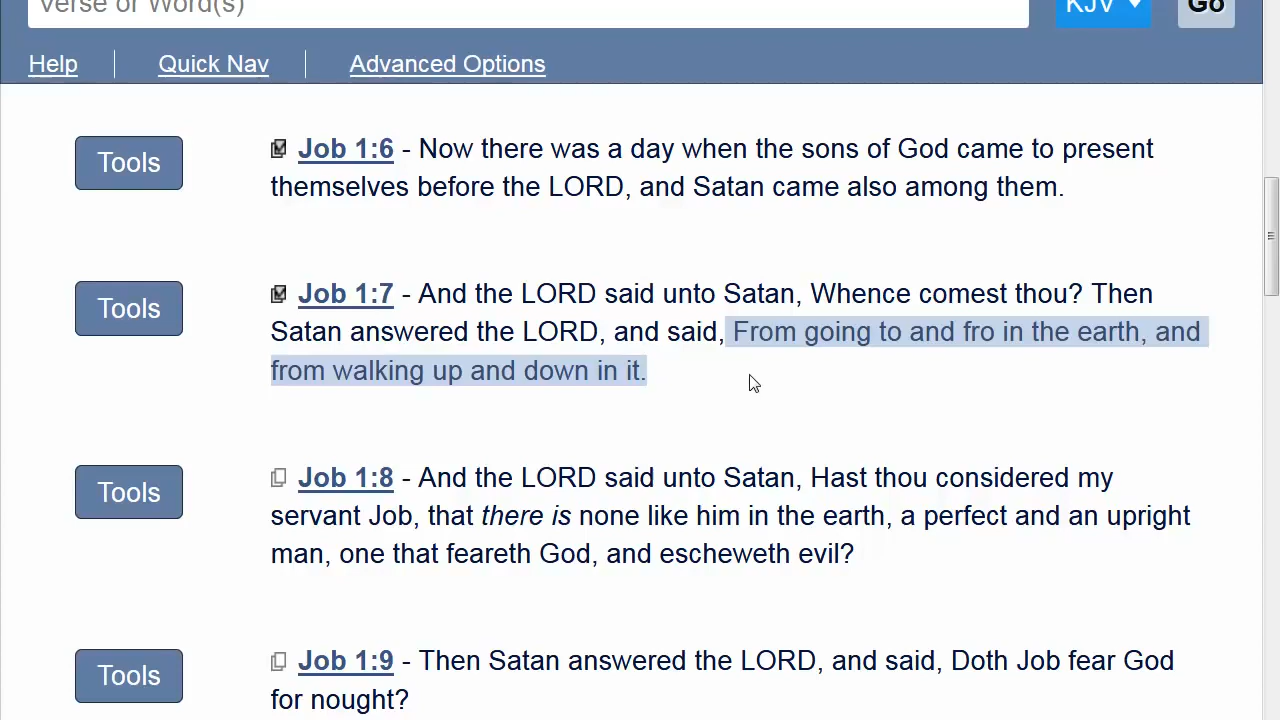 Verse or Word(s)
KJV
Go
Help
Quick Nav
Advanced Options
Tools
Job 1:6 - Now there was a day when the sons of God came to present
themselves before the LORD, and Satan came also among them.
Tools
Job 1:7 - And the LORD said unto Satan, Whence comest thou? Then
Satan answered the LORD, and said, From going to and fro in the earth, and
from walking up and down in it.
Tools
Job 1:8 - And the LORD said unto Satan, Hast thou considered my
servant Job, that there is none like him in the earth, a perfect and an upright
man, one that feareth God, and escheweth evil?
Tools
Job 1:9 - Then Satan answered the LORD, and said, Doth Job fear God
for nought?